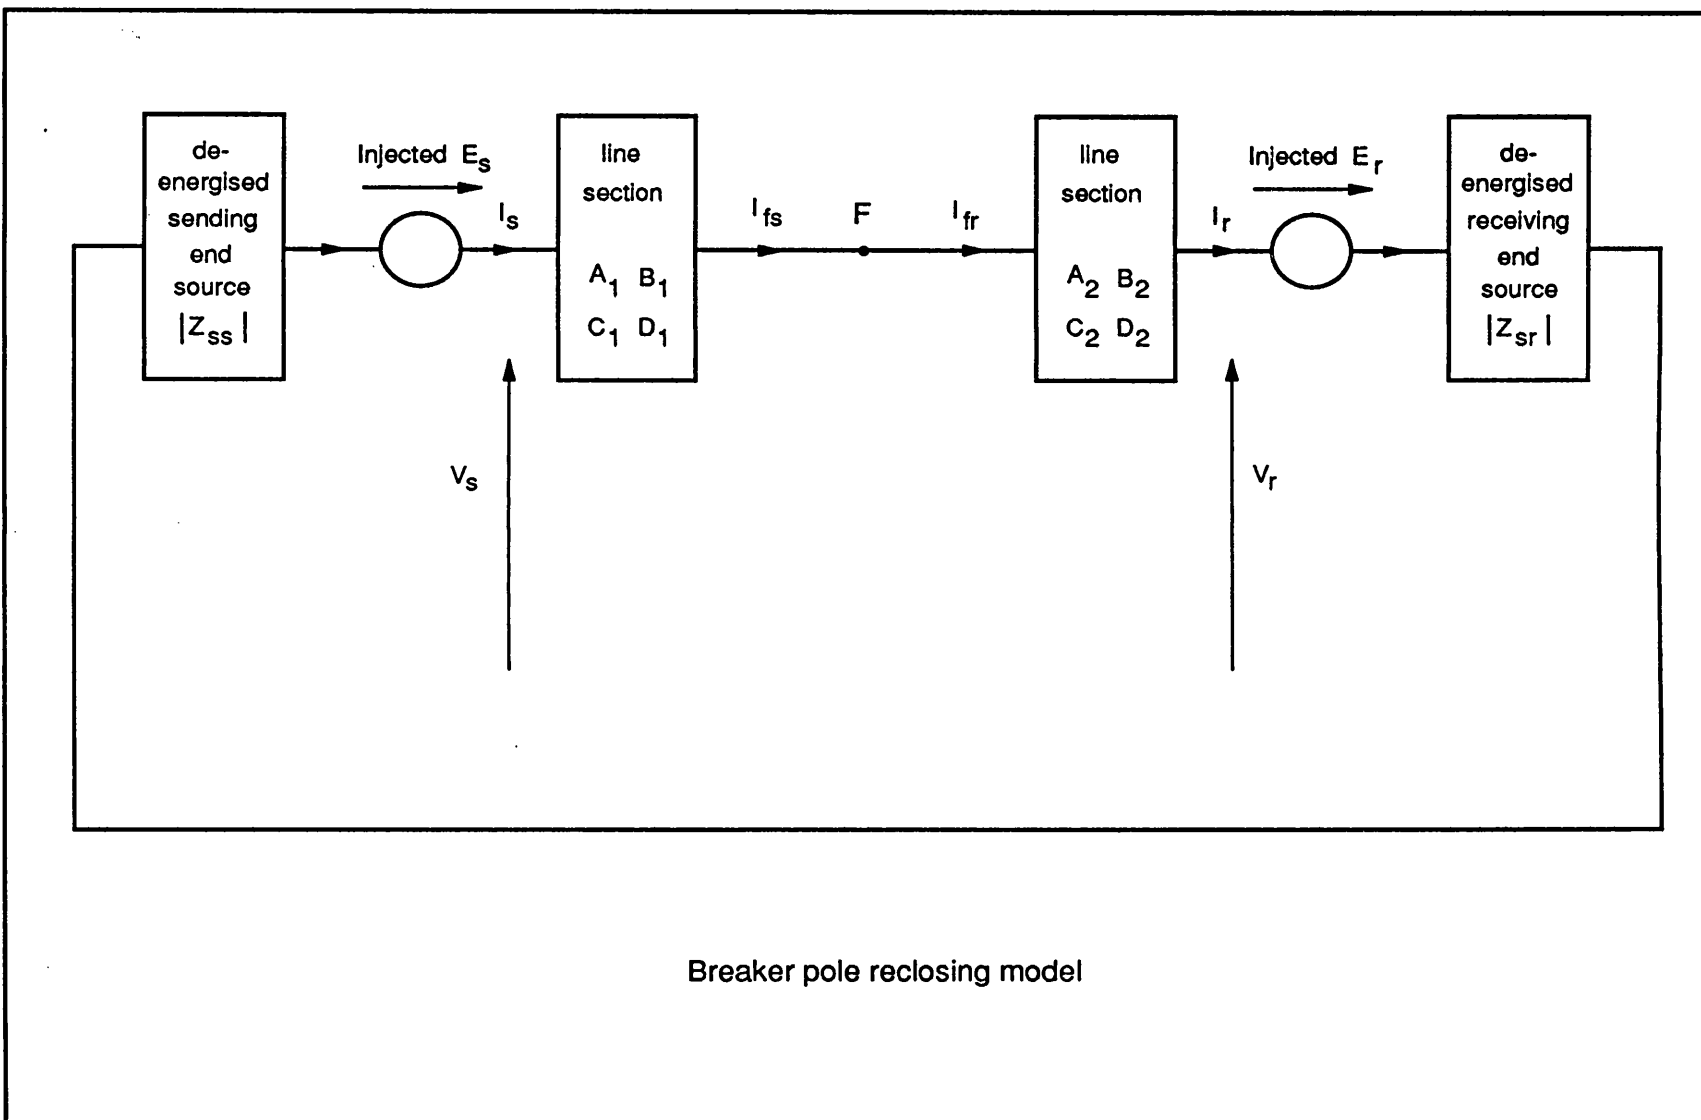 de-
energised
sending
end
source
|Zss|
Injected Es
Is
line
section
A1 B1
C1 D1
Ifs
F
Ifr
line
section
A2 B2
C2 D2
Injected Er
Ir
de-
energised
receiving
end
source
|Zsr|
Vs
Vr
Breaker pole reclosing model